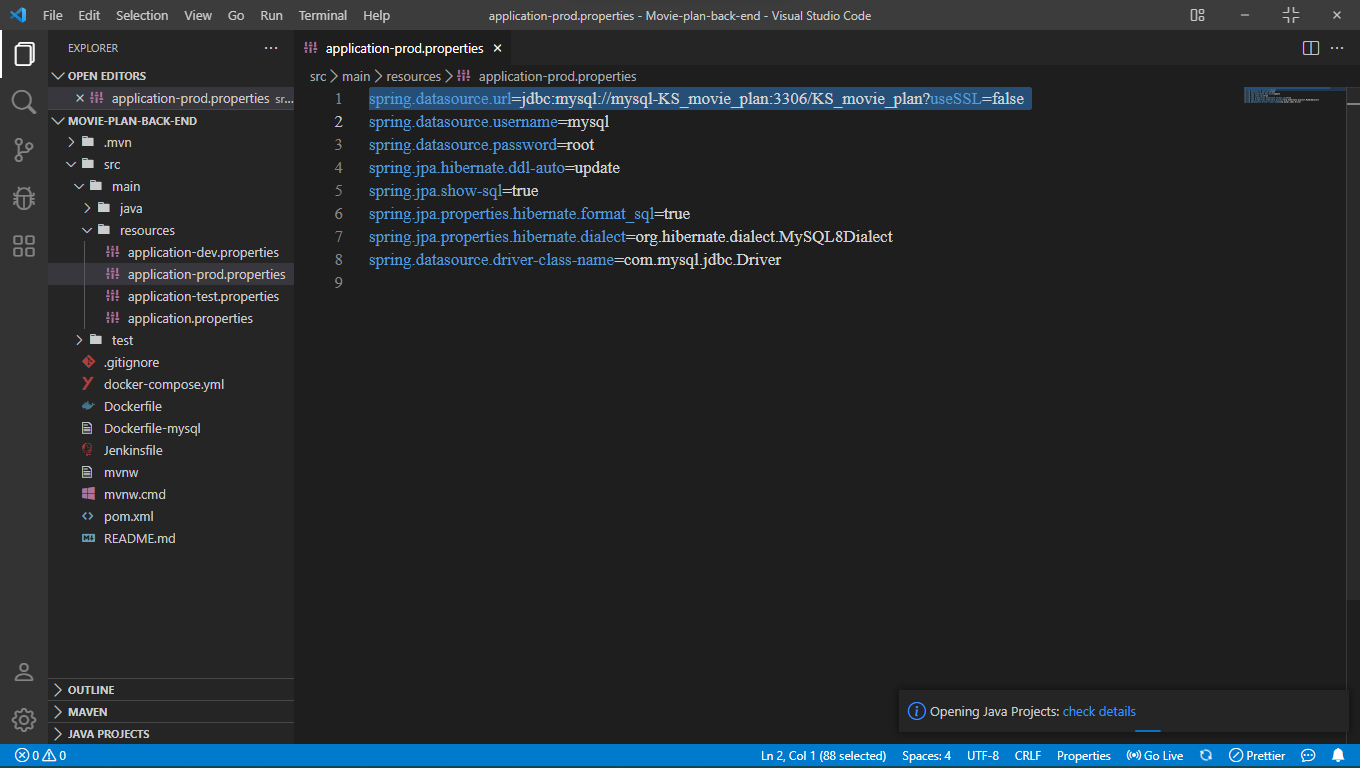 File Edit Selection View Go Run Terminal Help
application-prod.properties - Movie-plan-back-end - Visual Studio Code
EXPLORER
OPEN EDITORS
application-prod.properties sr...
MOVIE-PLAN-BACK-END
.mvn
src
main
java
resources
application-dev.properties
application-prod.properties
application-test.properties
application.properties
test
.gitignore
docker-compose.yml
Dockerfile
Dockerfile-mysql
Jenkinsfile
mvnw
mvnw.cmd
pom.xml
README.md
OUTLINE
MAVEN
JAVA PROJECTS
application-prod.properties
src > main > resources > application-prod.properties
1 spring.datasource.url=jdbc:mysql://mysql-KS_movie_plan:3306/KS_movie_plan?useSSL=false
2 spring.datasource.username=mysql
3 spring.datasource.password=root
4 spring.jpa.hibernate.ddl-auto=update
5 spring.jpa.show-sql=true
6 spring.jpa.properties.hibernate.format_sql=true
7 spring.jpa.properties.hibernate.dialect=org.hibernate.dialect.MySQL8Dialect
8 spring.datasource.driver-class-name=com.mysql.jdbc.Driver
9
Opening Java Projects: check details
0 0 Ln 2, Col 1 (88 selected) Spaces: 4 UTF-8 CRLF Properties Go Live Prettier